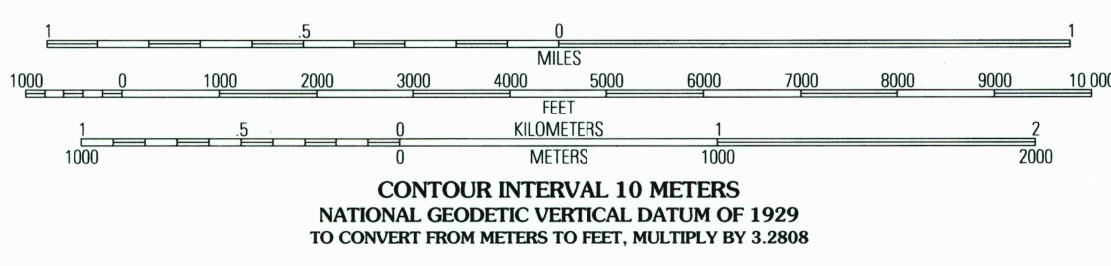 1 .5 0 1
MILES
1000 0 1000 2000 3000 4000 5000 6000 7000 8000 9000 10 000
FEET
1 .5 0 KILOMETERS 1 2
1000 0 METERS 1000 2000
CONTOUR INTERVAL 10 METERS
NATIONAL GEODETIC VERTICAL DATUM OF 1929
TO CONVERT FROM METERS TO FEET, MULTIPLY BY 3.2808